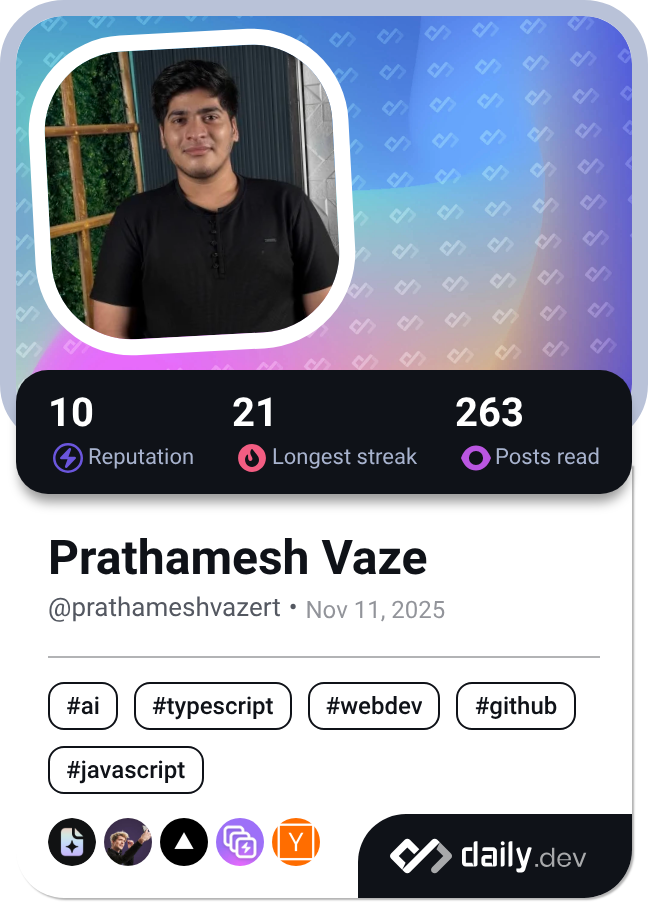 10 21 263
Reputation Longest streak Posts read
Prathamesh Vaze
@prathameshvazert • Nov 11, 2025
#ai #typescript #webdev #github
#javascript
Y
daily.dev